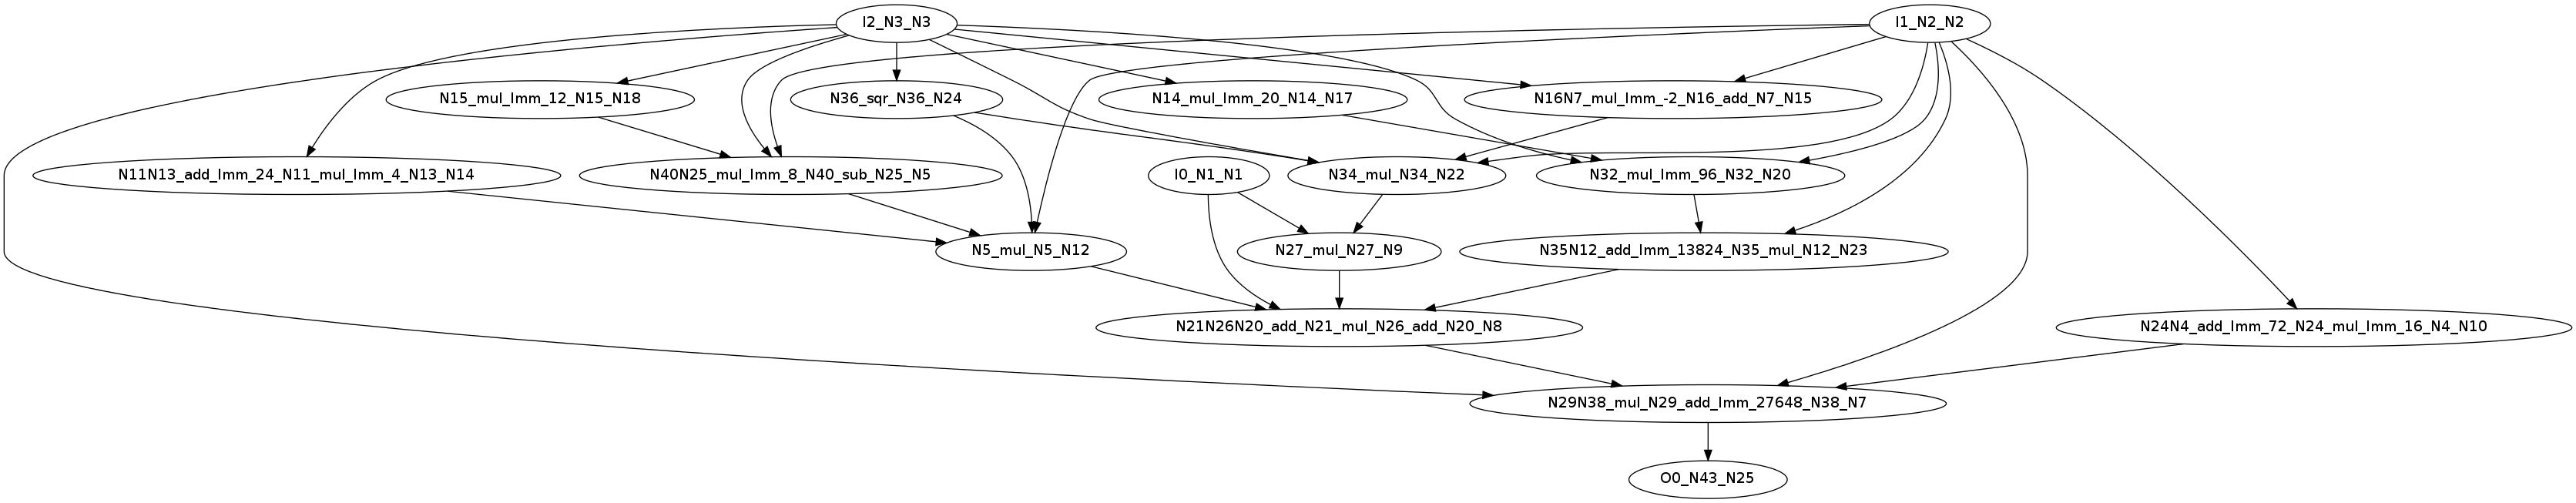 I2_N3_N3
I1_N2_N2
N15_mul_Imm_12_N15_N18
N36_sqr_N36_N24
N14_mul_Imm_20_N14_N17
N16N7_mul_Imm_-2_N16_add_N7_N15
N11N13_add_Imm_24_N11_mul_Imm_4_N13_N14
N40N25_mul_Imm_8_N40_sub_N25_N5
I0_N1_N1
N34_mul_N34_N22
N32_mul_Imm_96_N32_N20
N5_mul_N5_N12
N27_mul_N27_N9
N35N12_add_Imm_13824_N35_mul_N12_N23
N21N26N20_add_N21_mul_N26_add_N20_N8
N24N4_add_Imm_72_N24_mul_Imm_16_N4_N10
N29N38_mul_N29_add_Imm_27648_N38_N7
O0_N43_N25